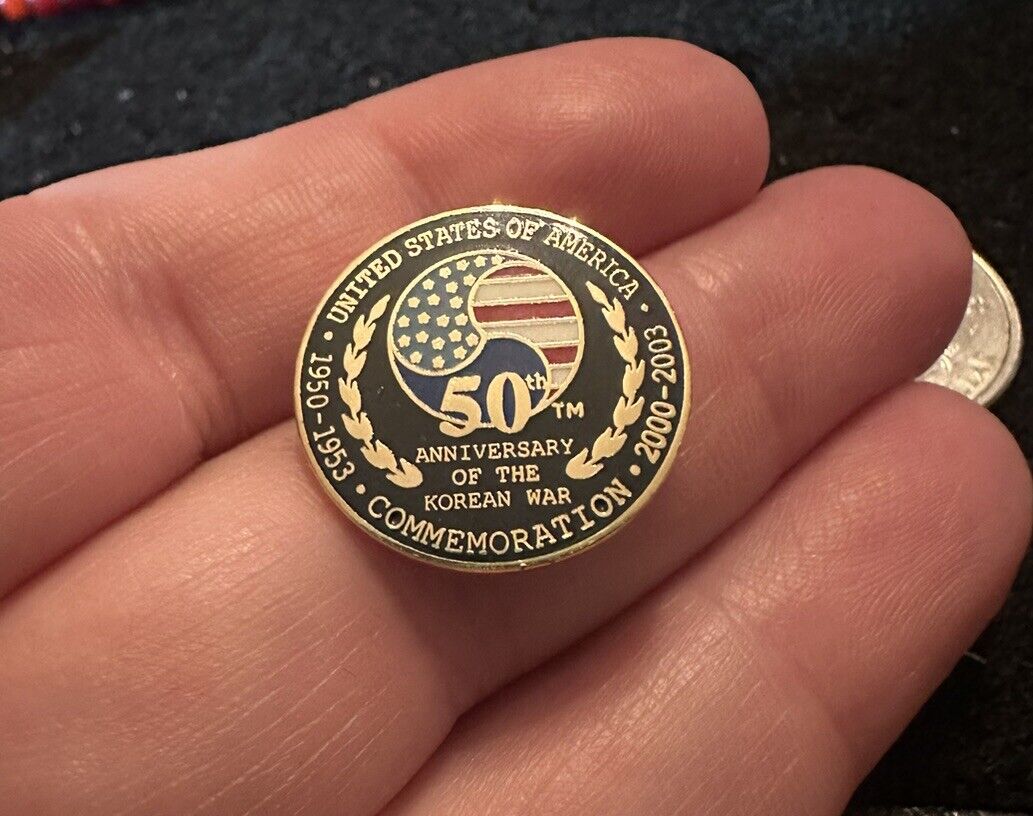 UNITED STATES OF AMERICA
50th TM
ANNIVERSARY
OF THE
KOREAN WAR
1950-1953 • COMMEMORATION • 2000-2003